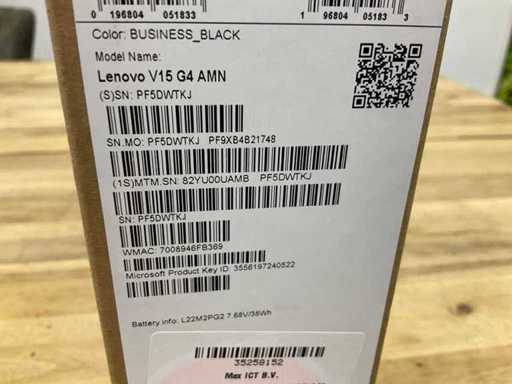 0 196804 051833
1 96804 05183 3
Color: BUSINESS_BLACK
Model Name:
Lenovo V15 G4 AMN
(S)SN: PF5DWTKJ
SN.MO: PF5DWTKJ PF9XB4B21748
(1S)MTM.SN: 82YU00UAMB PF5DWTKJ
SN: PF5DWTKJ
WMAC: 7008946FB369
Microsoft Product Key ID: 3556197240522
Battery info: L22M2PG2 7.68V/38Wh
35258152
Max ICT B.V.